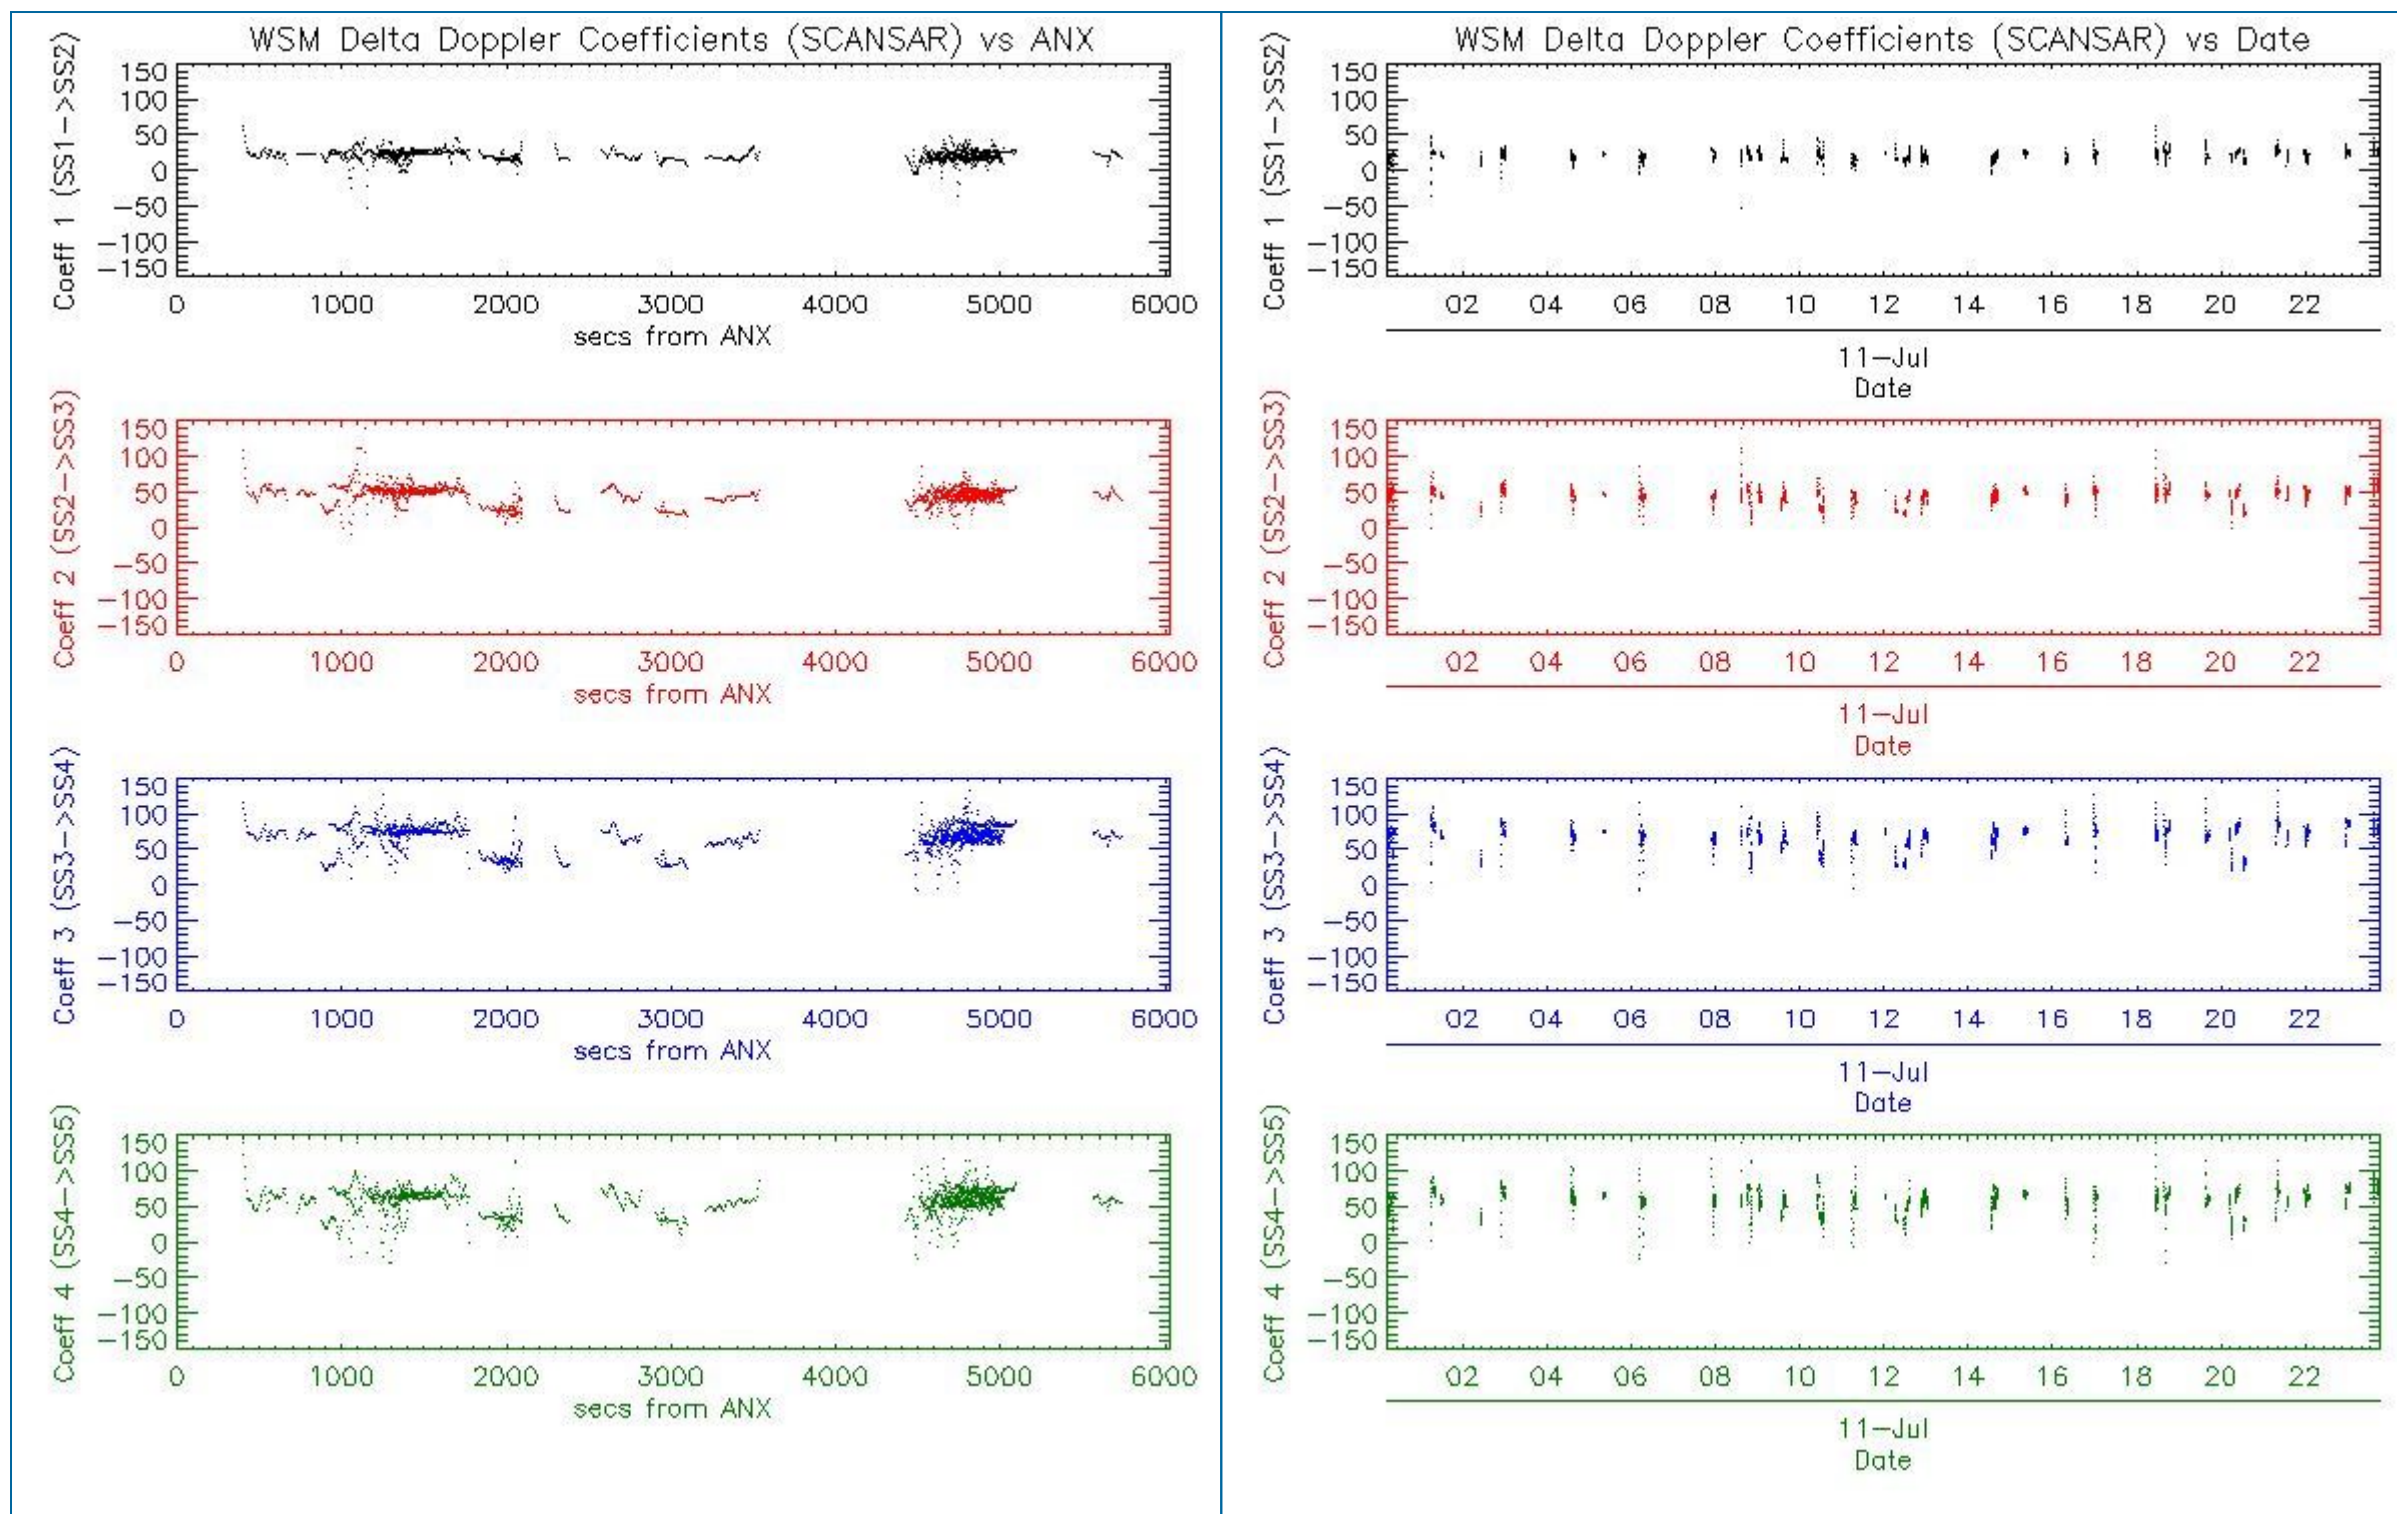 WSM Delta Doppler Coefficients (SCANSAR) vs ANX
Coeff 1 (SS1->SS2)
150
100
50
0
-50
-100
-150
0 1000 2000 3000 4000 5000 6000
secs from ANX
Coeff 2 (SS2->SS3)
150
100
50
0
-50
-100
-150
0 1000 2000 3000 4000 5000 6000
secs from ANX
Coeff 3 (SS3->SS4)
150
100
50
0
-50
-100
-150
0 1000 2000 3000 4000 5000 6000
secs from ANX
Coeff 4 (SS4->SS5)
150
100
50
0
-50
-100
-150
0 1000 2000 3000 4000 5000 6000
secs from ANX
WSM Delta Doppler Coefficients (SCANSAR) vs Date
Coeff 1 (SS1->SS2)
150
100
50
0
-50
-100
-150
02 04 06 08 10 12 14 16 18 20 22
11-Jul
Date
Coeff 2 (SS2->SS3)
150
100
50
0
-50
-100
-150
02 04 06 08 10 12 14 16 18 20 22
11-Jul
Date
Coeff 3 (SS3->SS4)
150
100
50
0
-50
-100
-150
02 04 06 08 10 12 14 16 18 20 22
11-Jul
Date
Coeff 4 (SS4->SS5)
150
100
50
0
-50
-100
-150
02 04 06 08 10 12 14 16 18 20 22
11-Jul
Date